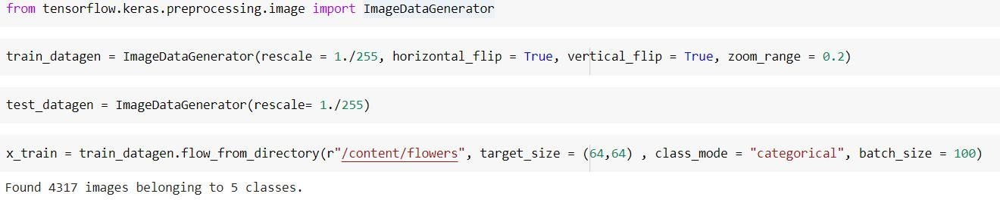 from tensorflow.keras.preprocessing.image import ImageDataGenerator
train_datagen = ImageDataGenerator(rescale = 1./255, horizontal_flip = True, vertical_flip = True, zoom_range = 0.2)
test_datagen = ImageDataGenerator(rescale= 1./255)
x_train = train_datagen.flow_from_directory(r"/content/flowers", target_size = (64,64) , class_mode = "categorical", batch_size = 100)
Found 4317 images belonging to 5 classes.